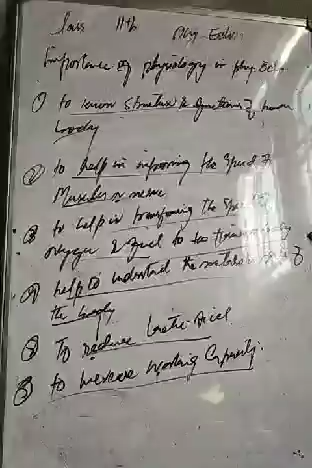 11th Phy. Edu.
Importance of physiology in phy. Edu.
① to know structure & functions of human
body
② to help in improving the speed of
Muscles or nerve
③ to help in transforming the
oxygen & fuel to the
④ help to understand the of
the body
⑤ To reduce Lactic Acid
⑥ to increase working Capacity.